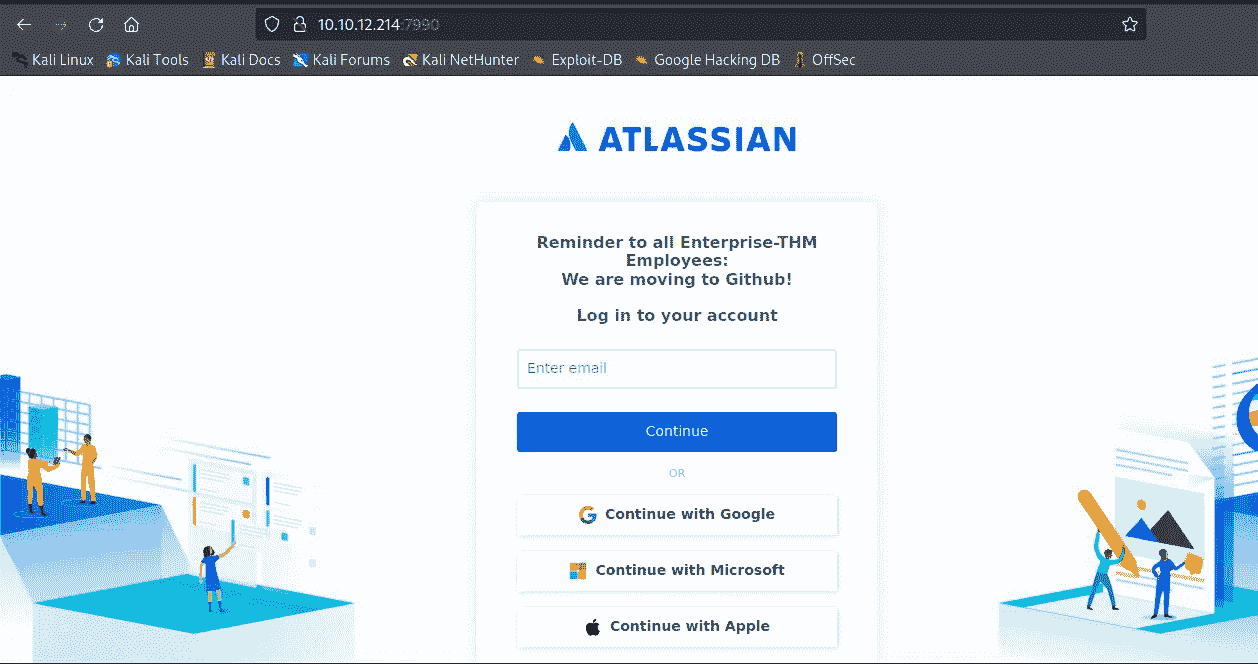 10.10.12.214:7990
Kali Linux Kali Tools Kali Docs Kali Forums Kali NetHunter Exploit-DB Google Hacking DB OffSec
ATLASSIAN
Reminder to all Enterprise-THM
Employees:
We are moving to Github!
Log in to your account
Enter email
Continue
OR
Continue with Google
Continue with Microsoft
Continue with Apple